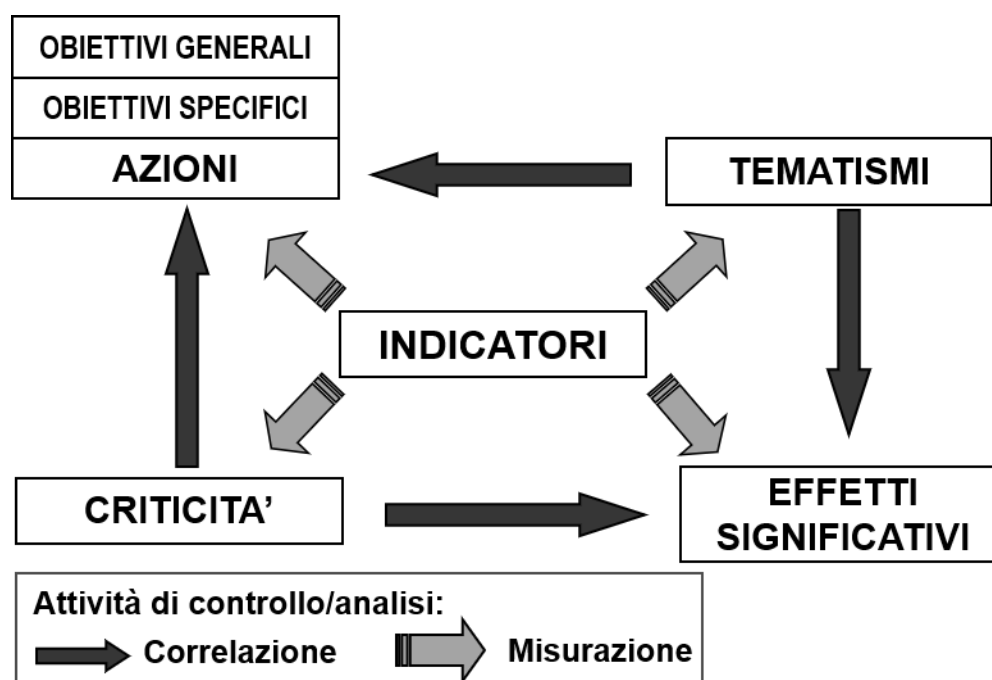 OBIETTIVI GENERALI
OBIETTIVI SPECIFICI
AZIONI
TEMATISMI
INDICATORI
CRITICITA’
EFFETTI
SIGNIFICATIVI
Attività di controllo/analisi:
Correlazione
Misurazione